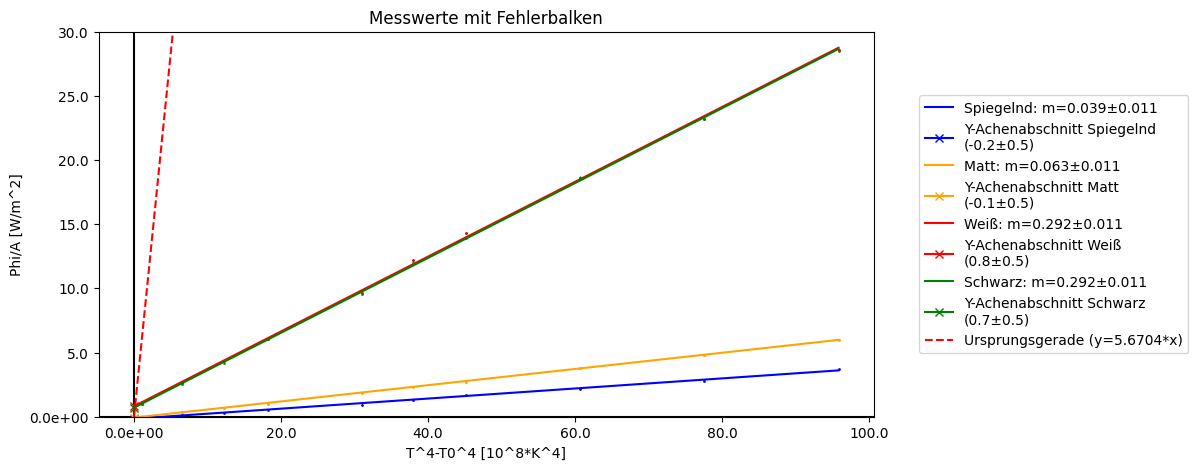 Messwerte mit Fehlerbalken
30.0
25.0
20.0
15.0
10.0
5.0
0.0e+00
Phi/A [W/m^2]
0.0e+00
20.0
40.0
60.0
80.0
100.0
T^4-T0^4 [10^8*K^4]
Spiegelnd: m=0.039±0.011
Y-Achenabschnitt Spiegelnd
(-0.2±0.5)
Matt: m=0.063±0.011
Y-Achenabschnitt Matt
(-0.1±0.5)
Weiß: m=0.292±0.011
Y-Achenabschnitt Weiß
(0.8±0.5)
Schwarz: m=0.292±0.011
Y-Achenabschnitt Schwarz
(0.7±0.5)
Ursprungsgerade (y=5.6704*x)